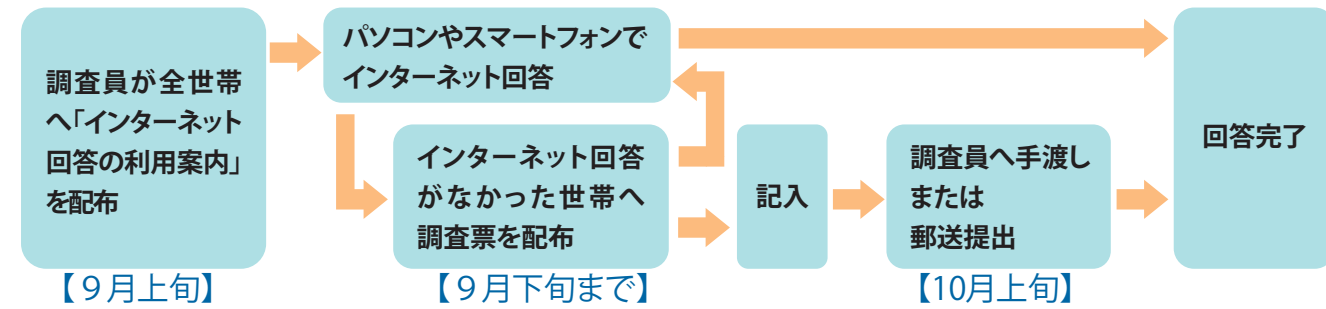 調査員が全世帯
へ「インターネット
回答の利用案内」
を配布
【９月上旬】
パソコンやスマートフォンで
インターネット回答
インターネット回答
がなかった世帯へ
調査票を配布
【９月下旬まで】
記入
調査員へ手渡し
または
郵送提出
【10月上旬】
回答完了